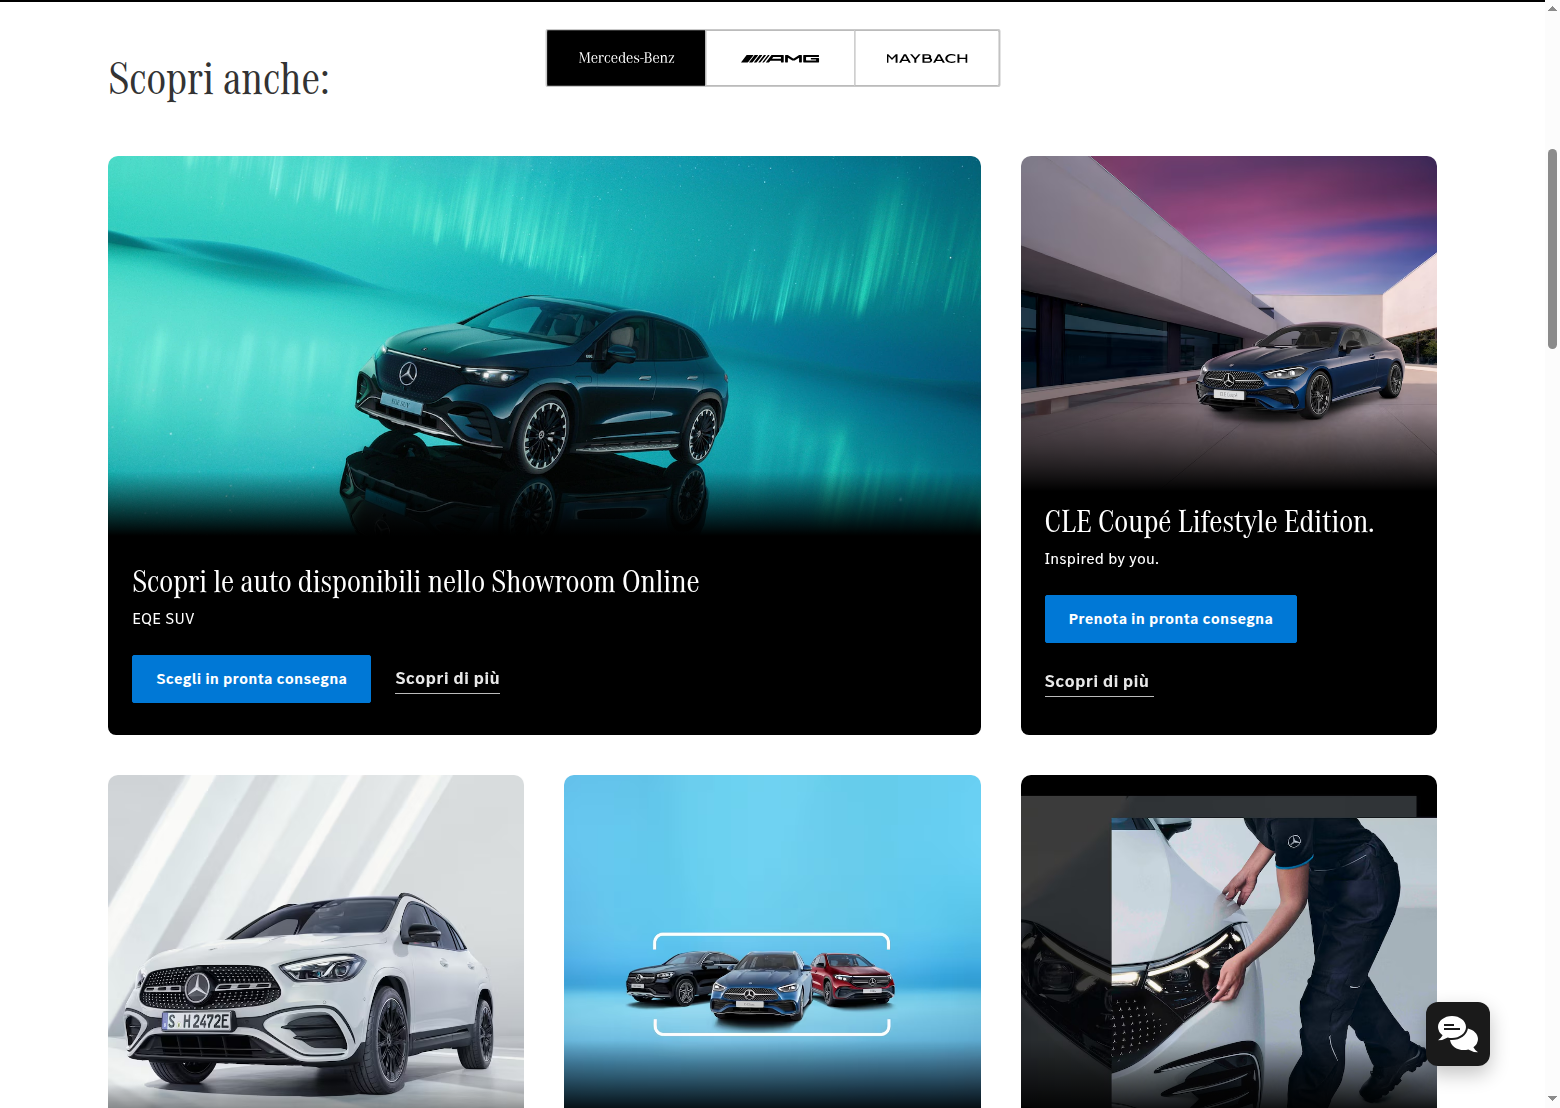 Scopri anche:
Mercedes-Benz
AMG
MAYBACH
Scopri le auto disponibili nello Showroom Online
EQE SUV
Scegli in pronta consegna
Scopri di più
CLE Coupé Lifestyle Edition.
Inspired by you.
Prenota in pronta consegna
Scopri di più
S H 2472E